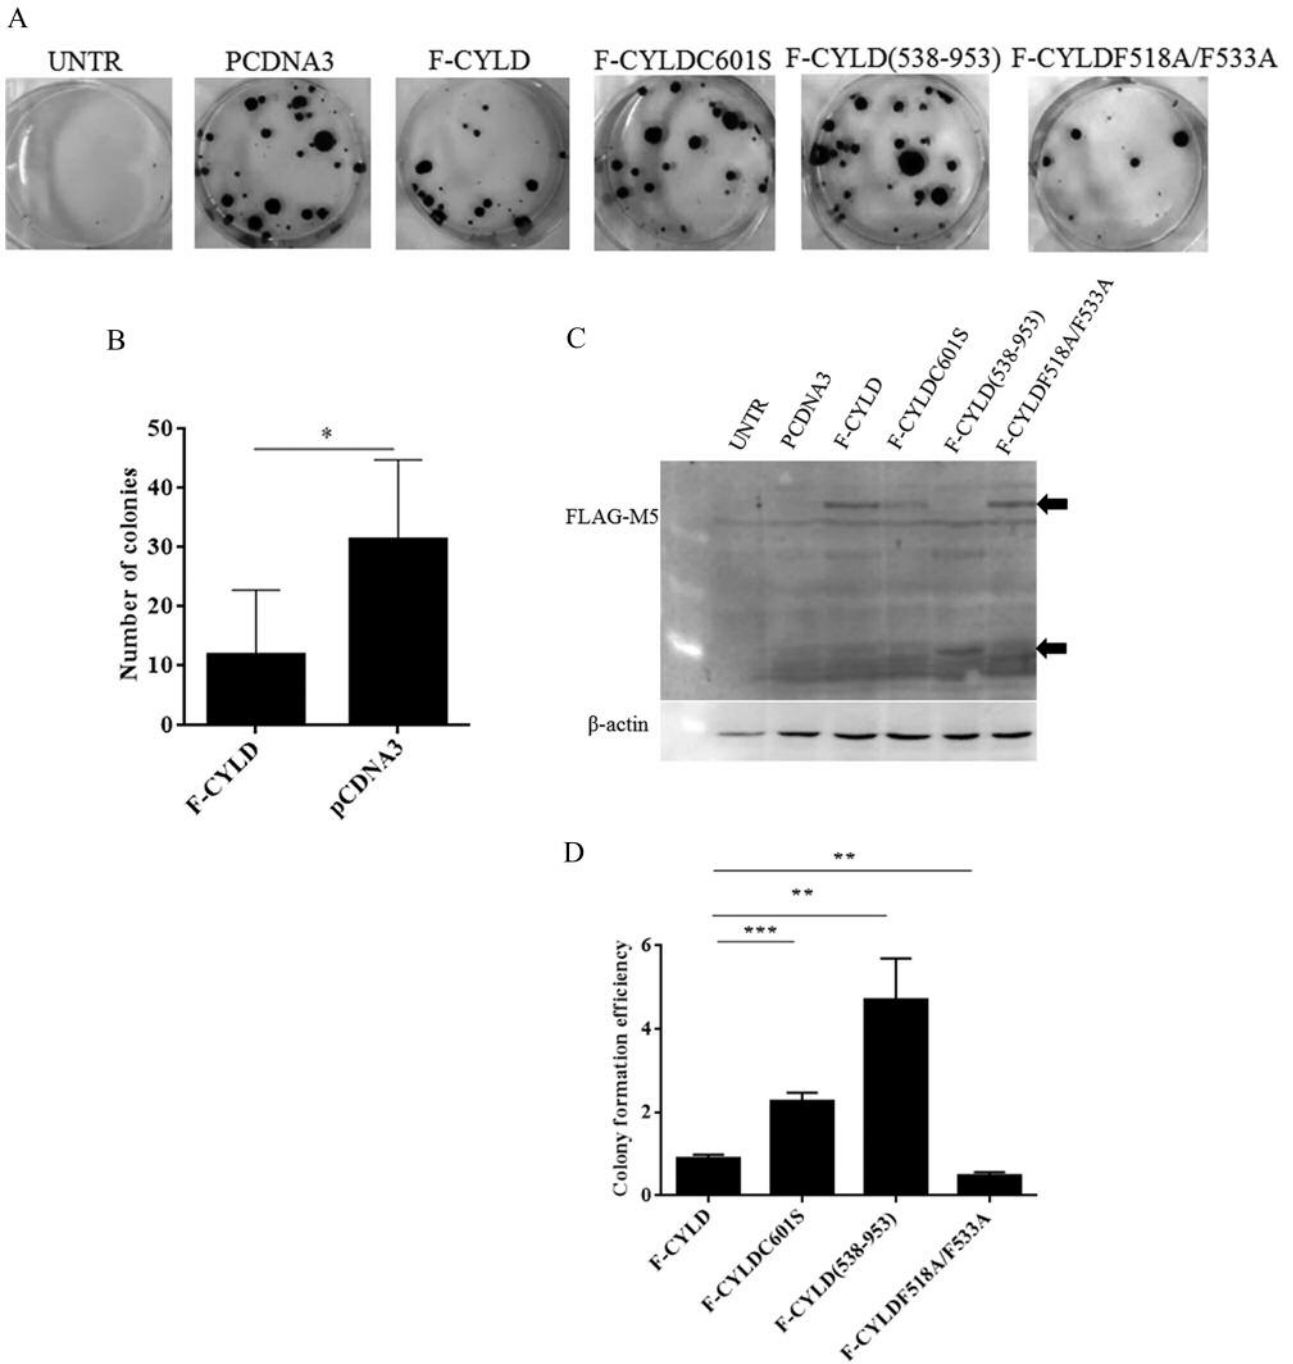 A
UNTR PCDNA3 F-CYLD F-CYLDC601S F-CYLD(538-953) F-CYLDF518A/F533A
B
50
40
30
20
10
0
Number of colonies
*
F-CYLD
pCDNA3
C
UNTR
PCDNA3
F-CYLD
F-CYLDC601S
F-CYLD(538-953)
F-CYLDF518A/F533A
FLAG-M5
β-actin
D
**
**
***
6
4
2
0
Colony formation efficiency
F-CYLD
F-CYLDC601S
F-CYLD(538-953)
F-CYLDF518A/F533A